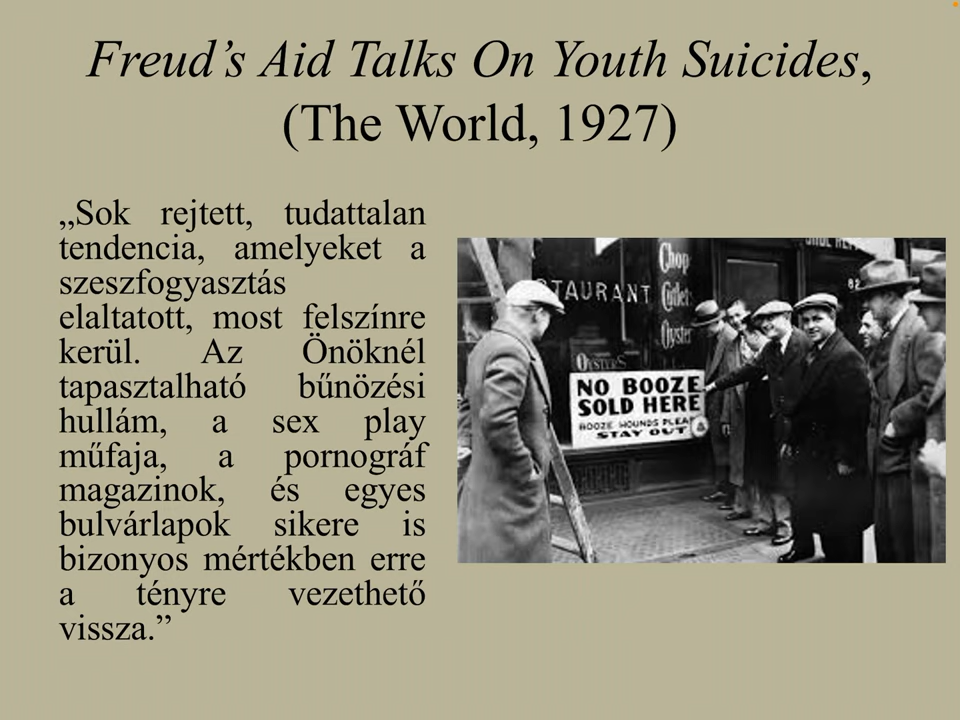 Freud’s Aid Talks On Youth Suicides,
(The World, 1927)
„Sok rejtett, tudattalan
tendencia, amelyeket a
szeszfogyasztás
elaltatott, most felszínre
kerül. Az Önöknél
tapasztalható bűnözési
hullám, a sex play
műfaja, a pornográf
magazinok, és egyes
bulvárlapok sikere is
bizonyos mértékben erre
a tényre vezethető
vissza.”
TAURANT
Chop
Cutlet
Oyster
OYSTERS
82
NO BOOZE
SOLD HERE
BOOZE HOUNDS PLEA
STAY OUT